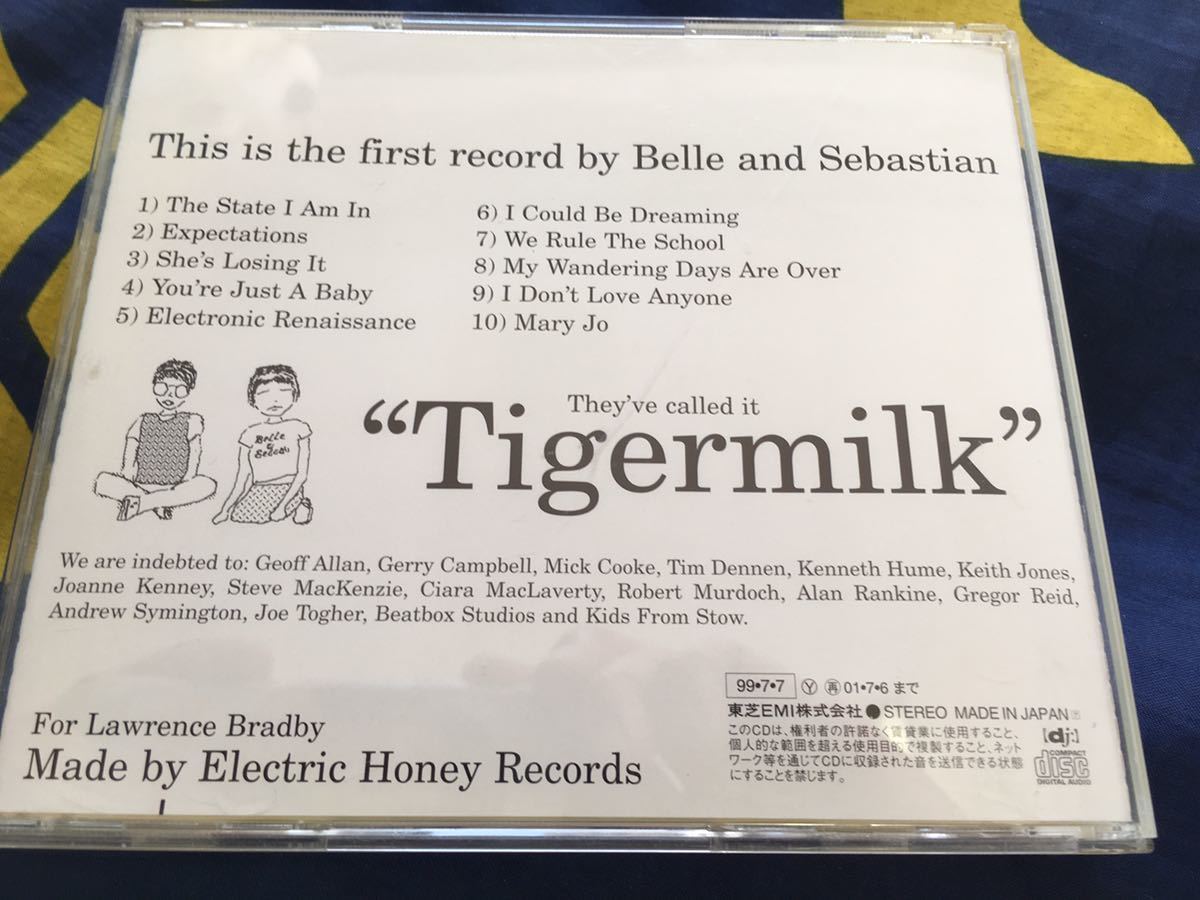 This is the first record by Belle and Sebastian
1) The State I Am In
2) Expectations
3) She's Losing It
4) You're Just A Baby
5) Electronic Renaissance
6) I Could Be Dreaming
7) We Rule The School
8) My Wandering Days Are Over
9) I Don't Love Anyone
10) Mary Jo
Belle
&
They've called it
“Tigermilk”
We are indebted to: Geoff Allan, Gerry Campbell, Mick Cooke, Tim Dennen, Kenneth Hume, Keith Jones,
Joanne Kenney, Steve MacKenzie, Ciara MacLaverty, Robert Murdoch, Alan Rankine, Gregor Reid,
Andrew Symington, Joe Togher, Beatbox Studios and Kids From Stow.
For Lawrence Bradby
Made by Electric Honey Records
99•7•7 Ⓨ ㊢01•7•6 まで
東芝EMI株式会社 ● STEREO MADE IN JAPAN
このCDは、権利者の許諾なく賃貸業に使用すること、
個人的な範囲を超える使用目的で複製すること、ネット
ワーク等を通じてCDに収録された音を送信できる状態
にすることを禁じます。
[dj:]
COMPACT
disc
DIGITAL AUDIO